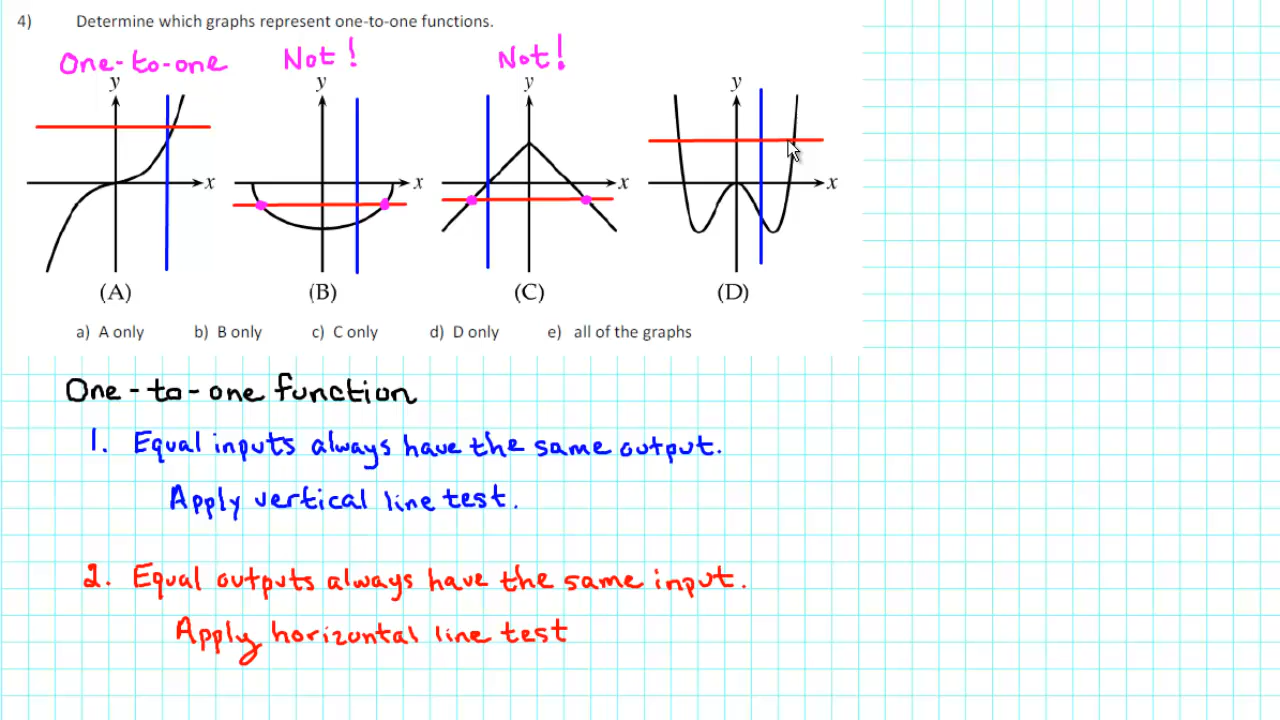 4) Determine which graphs represent one-to-one functions.
One-to-one Not! Not!
y y y y
x x x x
(A) (B) (C) (D)
a) A only b) B only c) C only d) D only e) all of the graphs
One-to-one function
1. Equal inputs always have the same output.
Apply vertical line test.
2. Equal outputs always have the same input.
Apply horizontal line test